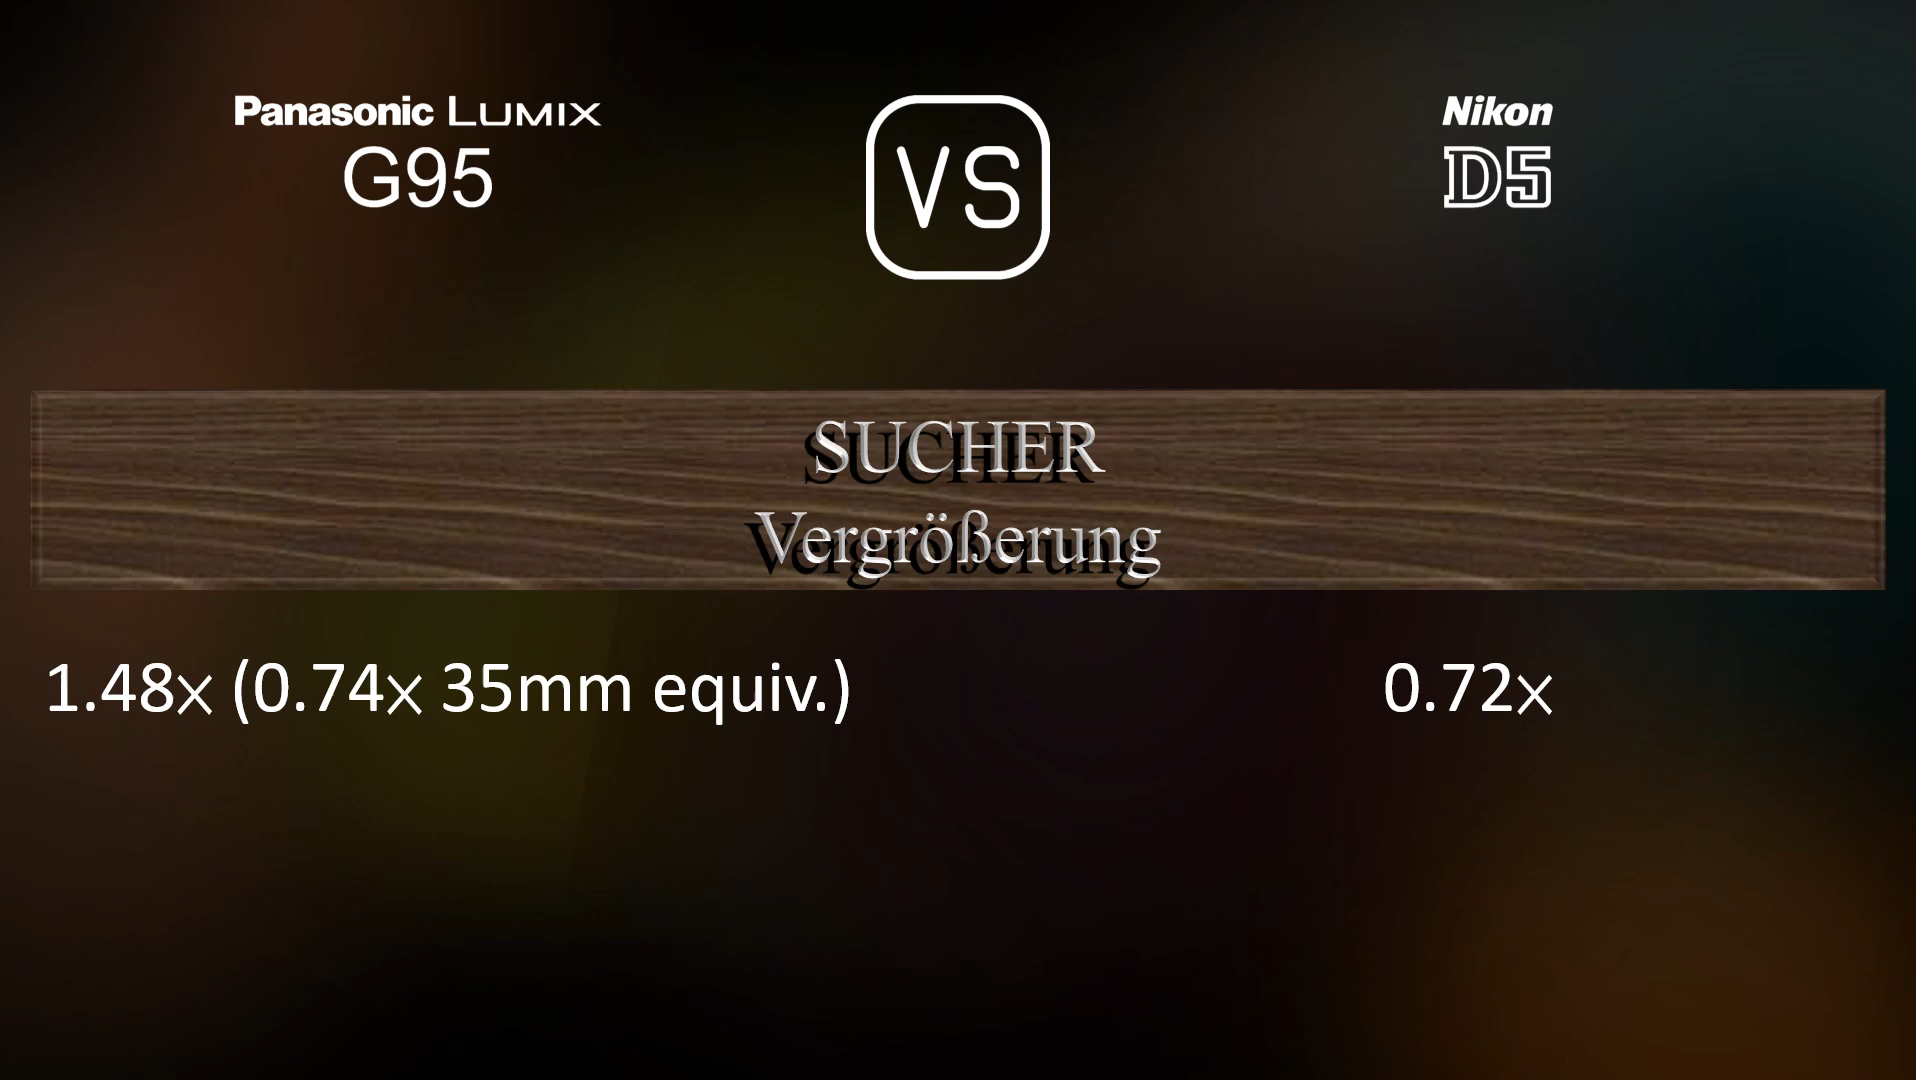 Panasonic LUMIX
G95
VS
Nikon
D5
SUCHER
Vergrößerung
1.48x (0.74x 35mm equiv.)
0.72x